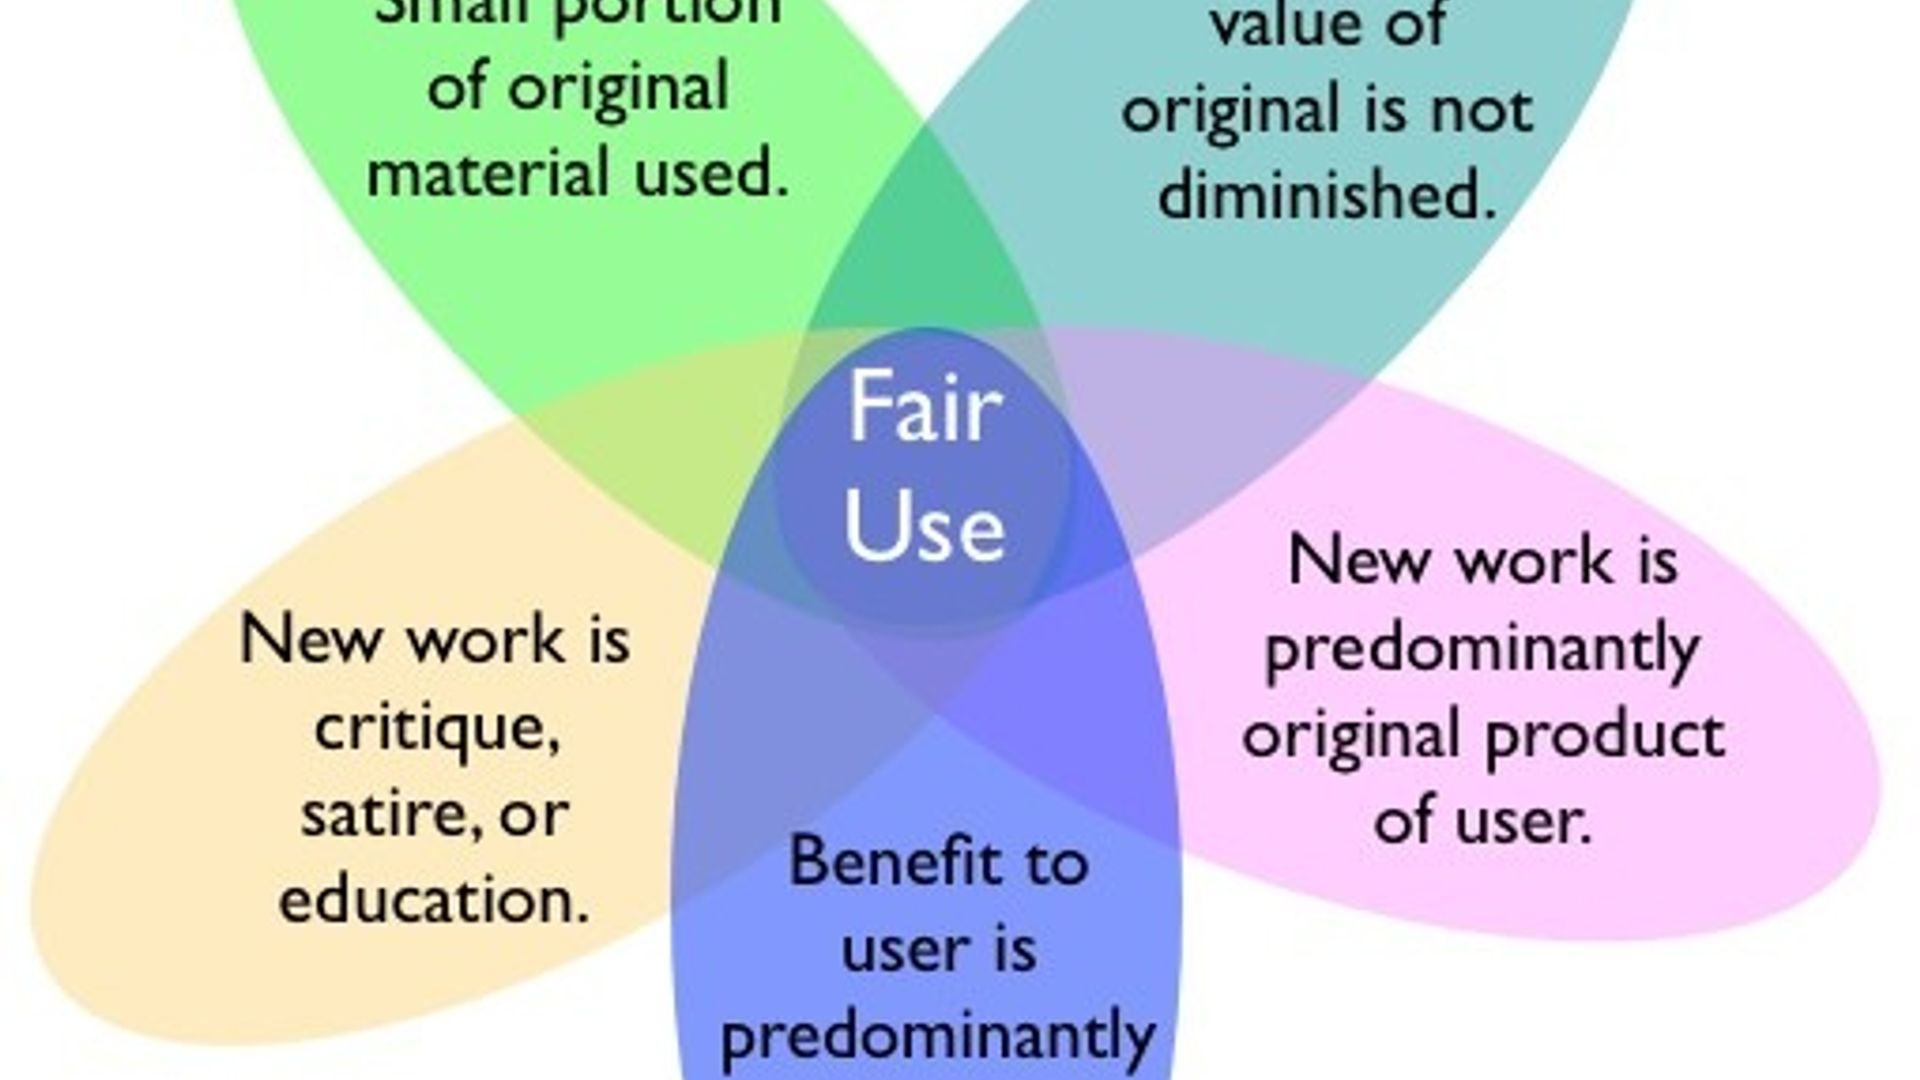 Small portion
of original
material used.
value of
original is not
diminished.
Fair
Use
New work is
critique,
satire, or
education.
New work is
predominantly
original product
of user.
Benefit to
user is
predominantly